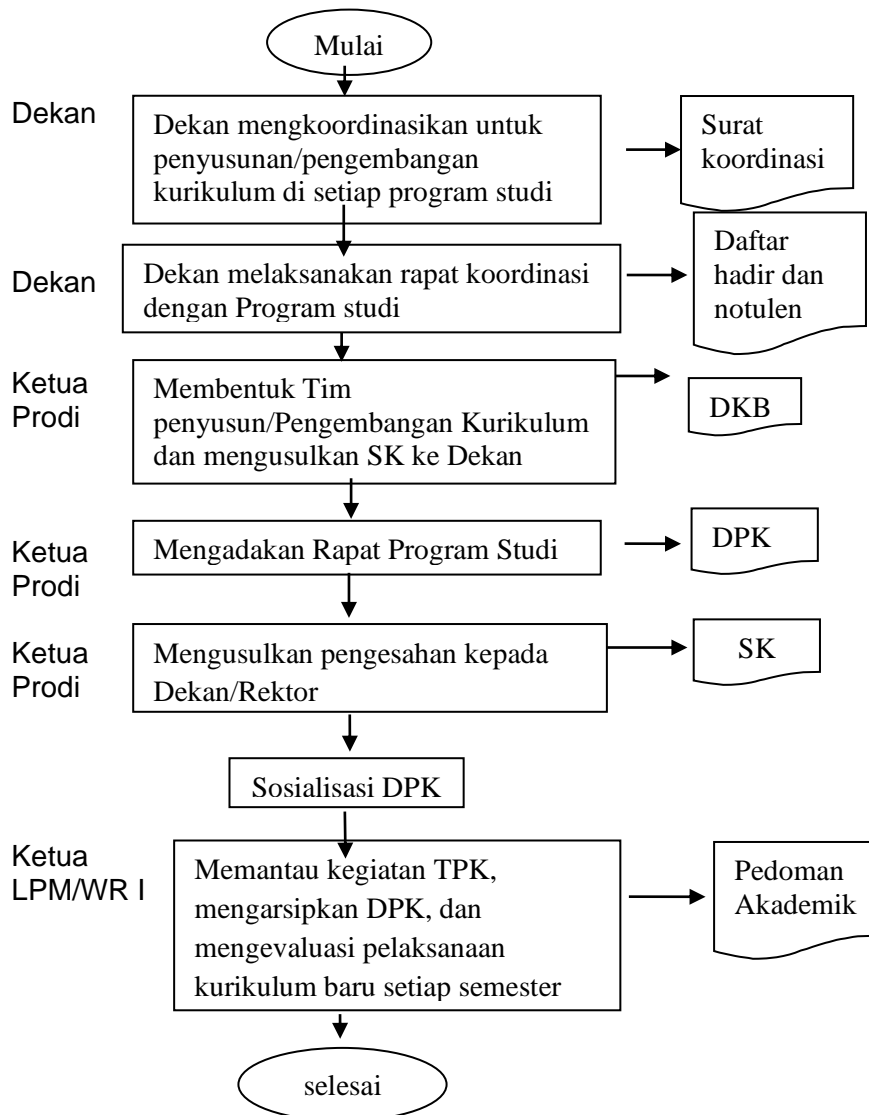 Mulai
Dekan
Dekan mengkoordinasikan untuk
penyusunan/pengembangan
kurikulum di setiap program studi
Surat
koordinasi
Dekan
Dekan melaksanakan rapat koordinasi
dengan Program studi
Daftar
hadir dan
notulen
Ketua
Prodi
Membentuk Tim
penyusun/Pengembangan Kurikulum
dan mengusulkan SK ke Dekan
DKB
Ketua
Prodi
Mengadakan Rapat Program Studi
DPK
Ketua
Prodi
Mengusulkan pengesahan kepada
Dekan/Rektor
SK
Sosialisasi DPK
Ketua
LPM/WR I
Memantau kegiatan TPK,
mengarsipkan DPK, dan
mengevaluasi pelaksanaan
kurikulum baru setiap semester
Pedoman
Akademik
selesai